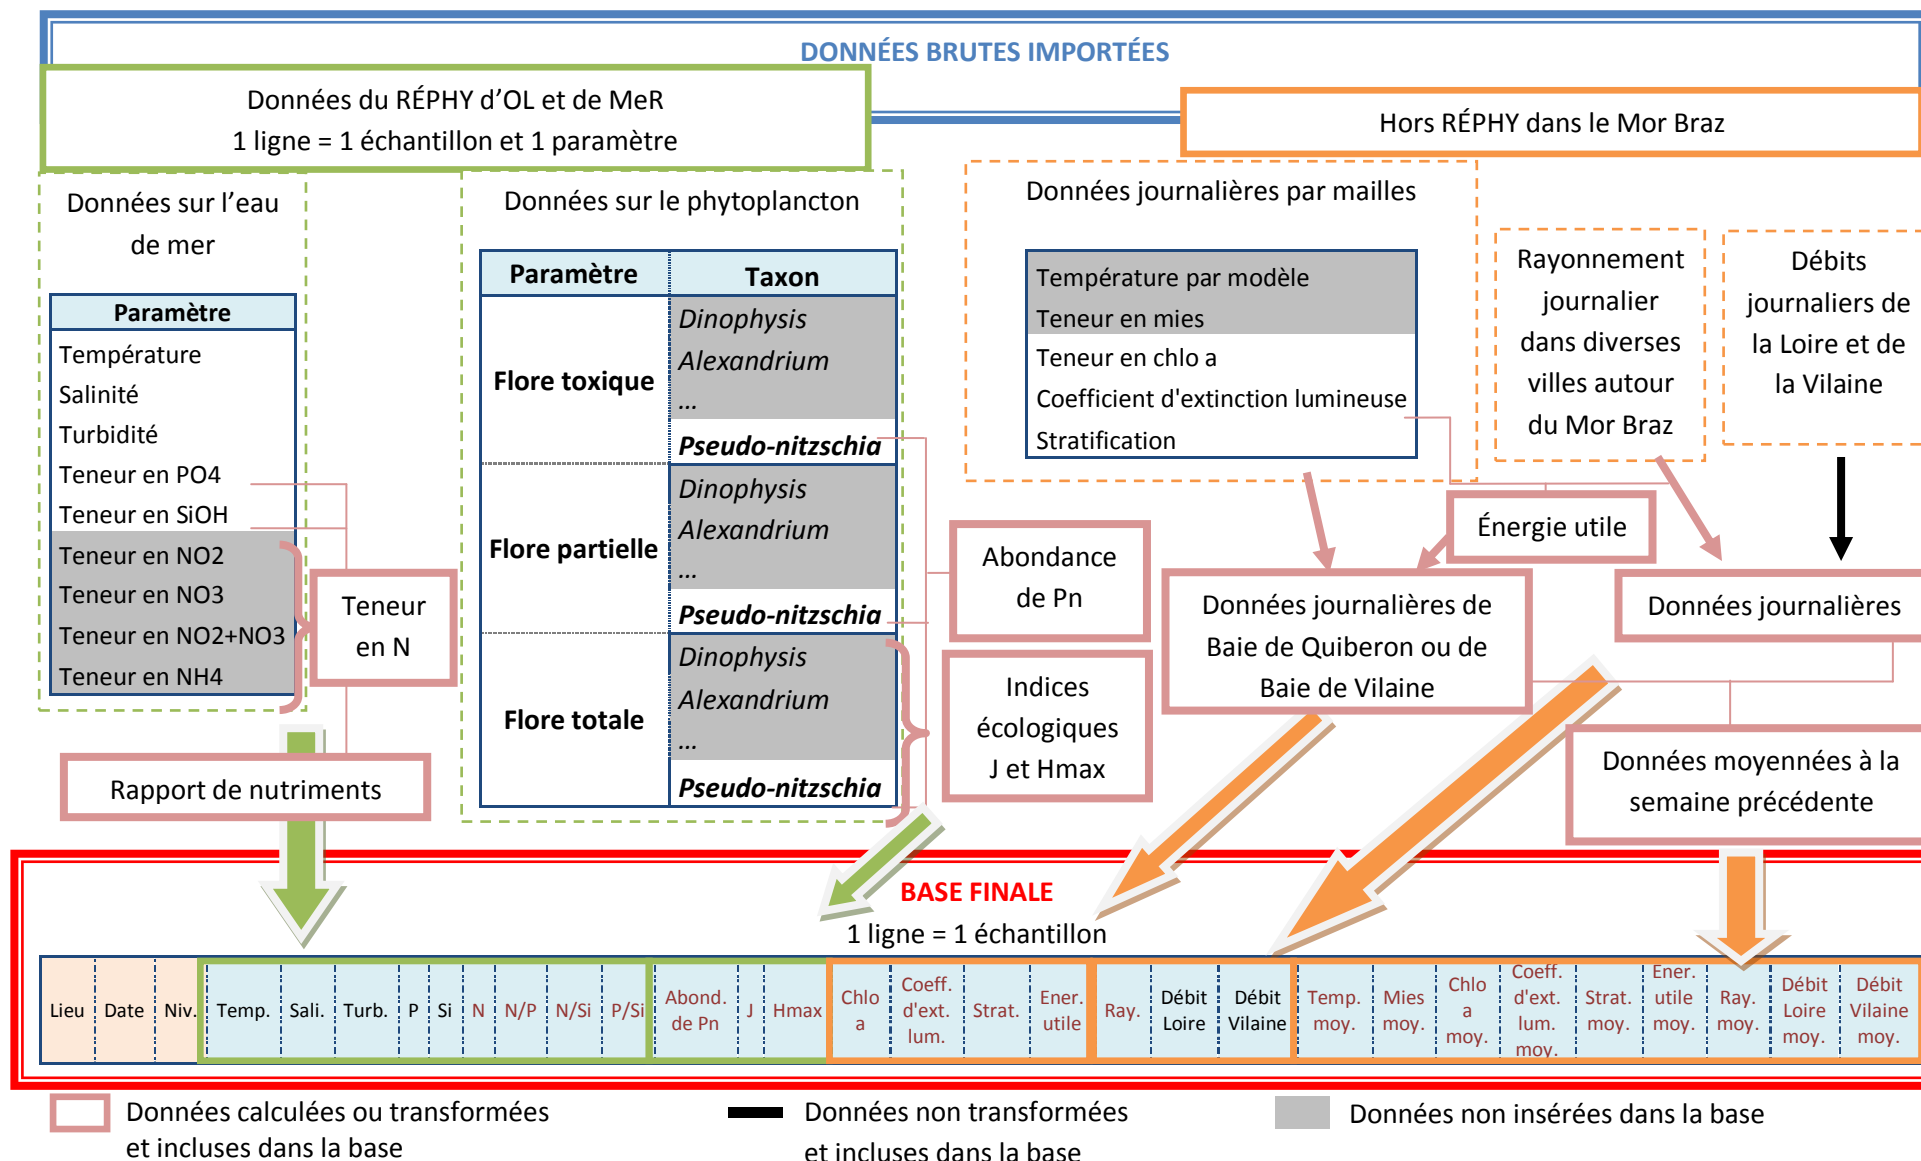 DONNÉES BRUTES IMPORTÉES
Données du RÉPHY d'OL et de MeR
1 ligne = 1 échantillon et 1 paramètre
Hors RÉPHY dans le Mor Braz
Données sur l'eau
de mer
Paramètre
Température
Salinité
Turbidité
Teneur en PO4
Teneur en SiOH
Teneur en NO2
Teneur en NO3
Teneur en NO2+NO3
Teneur en NH4
Teneur
en N
Rapport de nutriments
Données sur le phytoplancton
Paramètre
Taxon
Flore toxique
Dinophysis
Alexandrium
...
Pseudo-nitzschia
Flore partielle
Dinophysis
Alexandrium
...
Pseudo-nitzschia
Flore totale
Dinophysis
Alexandrium
...
Pseudo-nitzschia
Abondance
de Pn
Indices
écologiques
J et Hmax
Données journalières par mailles
Température par modèle
Teneur en mies
Teneur en chlo a
Coefficient d'extinction lumineuse
Stratification
Rayonnement
journalier
dans diverses
villes autour
du Mor Braz
Débits
journaliers de
la Loire et de
la Vilaine
Énergie utile
Données journalières de
Baie de Quiberon ou de
Baie de Vilaine
Données journalières
Données moyennées à la
semaine précédente
BASE FINALE
1 ligne = 1 échantillon
Lieu
Date
Niv.
Temp.
Sali.
Turb.
P
Si
N
N/P
N/Si
P/Si
Abond.
de Pn
J
Hmax
Chlo
a
Coeff.
d'ext.
lum.
Strat.
Ener.
utile
Ray.
Débit
Loire
Débit
Vilaine
Temp.
moy.
Mies
moy.
Chlo
a
moy.
Coeff.
d'ext.
lum.
moy.
Strat.
moy.
Ener.
utile
moy.
Ray.
moy.
Débit
Loire
moy.
Débit
Vilaine
moy.
Données calculées ou transformées
et incluses dans la base
Données non transformées
et incluses dans la base
Données non insérées dans la base